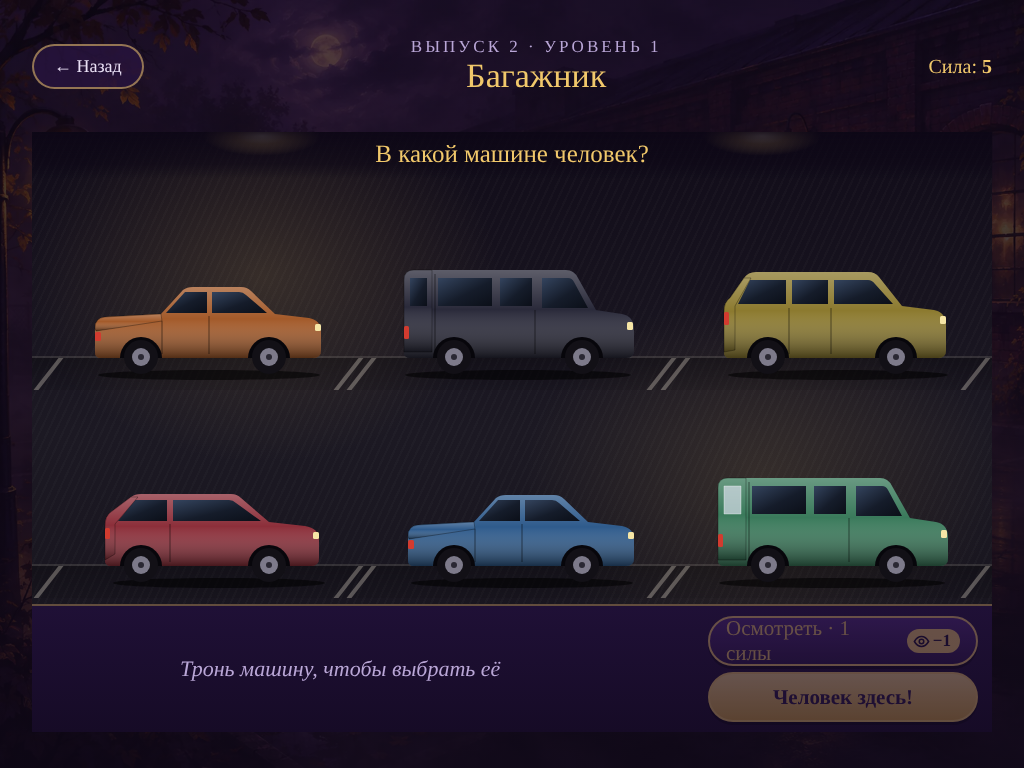 ← Назад
ВЫПУСК 2 · УРОВЕНЬ 1
Багажник
Сила: 5
В какой машине человек?
Тронь машину, чтобы выбрать её
Осмотреть · 1
силы
−1
Человек здесь!